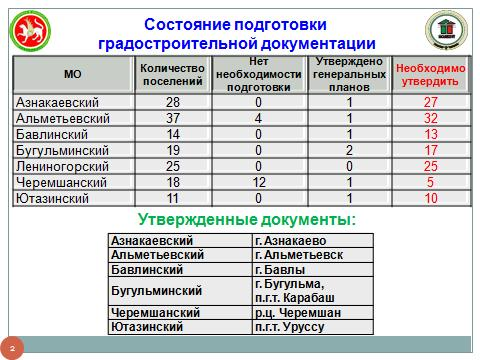 Состояние подготовки
градостроительной документации
МО Количество поселений Нет необходимости подготовки Утверждено генеральных планов Необходимо утвердить
Азнакаевский 28 0 1 27
Альметьевский 37 4 1 32
Бавлинский 14 0 1 13
Бугульминский 19 0 2 17
Лениногорский 25 0 0 25
Черемшанский 18 12 1 5
Ютазинский 11 0 1 10
Утвержденные документы:
Азнакаевский г. Азнакаево
Альметьевский г. Альметьевск
Бавлинский г. Бавлы
Бугульминский г. Бугульма,
п.г.т. Карабаш
Черемшанский р.ц. Черемшан
Ютазинский п.г.т. Уруссу
2